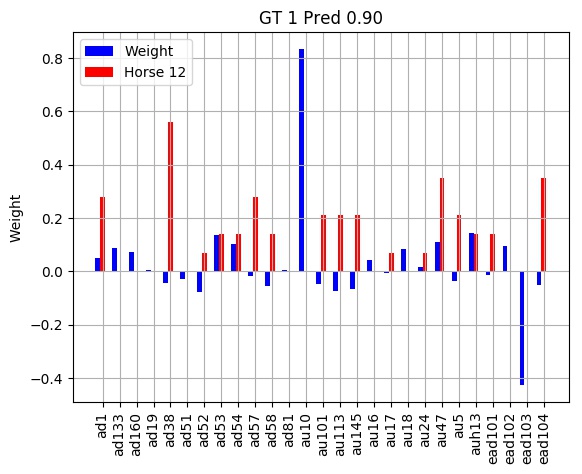 GT 1 Pred 0.90
Weight
Horse 12
Weight
0.8
0.6
0.4
0.2
0.0
−0.2
−0.4
ad1
ad133
ad160
ad19
ad38
ad51
ad52
ad53
ad54
ad57
ad58
ad81
au10
au101
au113
au145
au16
au17
au18
au24
au47
au5
auh13
ead101
ead102
ead103
ead104